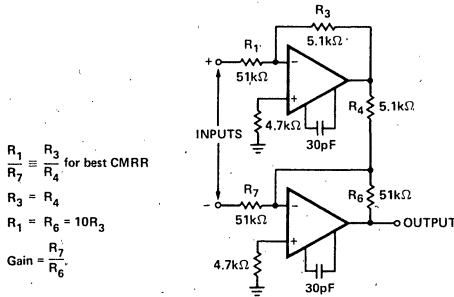 R3
5.1kΩ
R1
+
51kΩ
−
+
R4 5.1kΩ
4.7kΩ
INPUTS
30pF
R1/R7 ≡ R3/R4 for best CMRR
R3 = R4
R1 = R6 = 10R3
Gain = R7/R6
−
R7
51kΩ
R6 51kΩ
−
+
OUTPUT
4.7kΩ
30pF